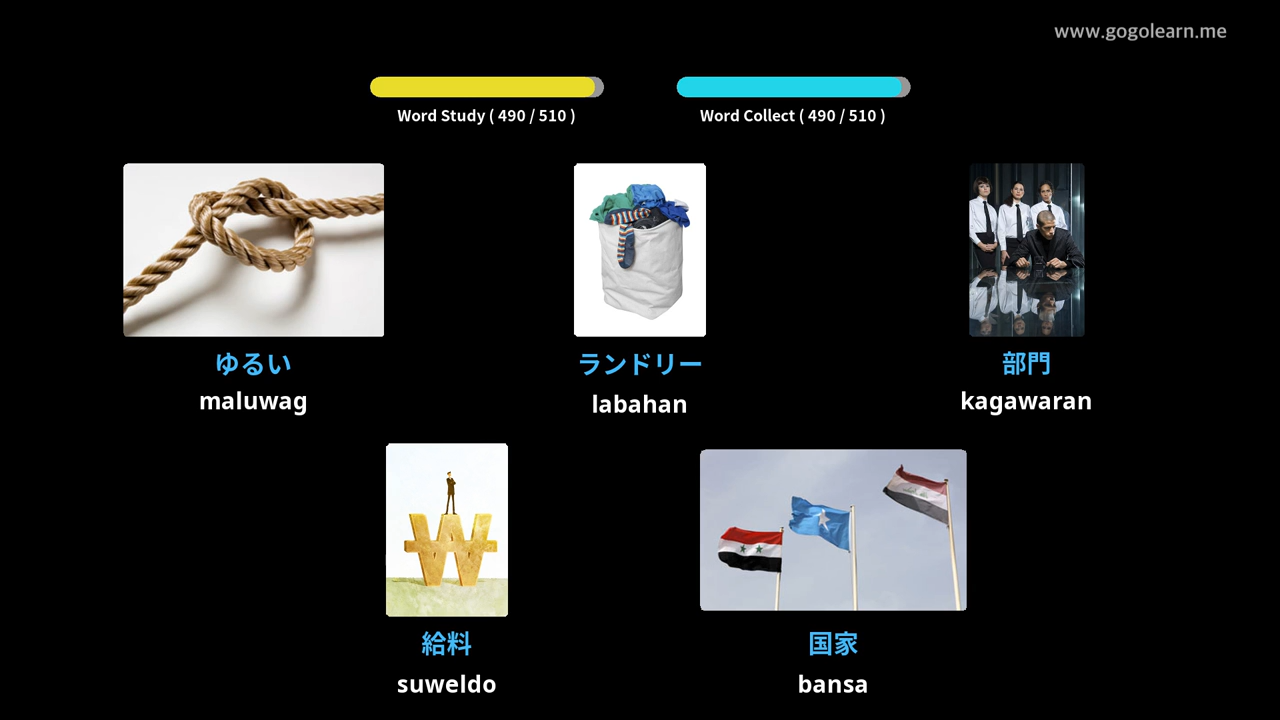 www.gogolearn.me
Word Study ( 490 / 510 )
Word Collect ( 490 / 510 )
ゆるい
maluwag
ランドリー
labahan
部門
kagawaran
給料
suweldo
国家
bansa